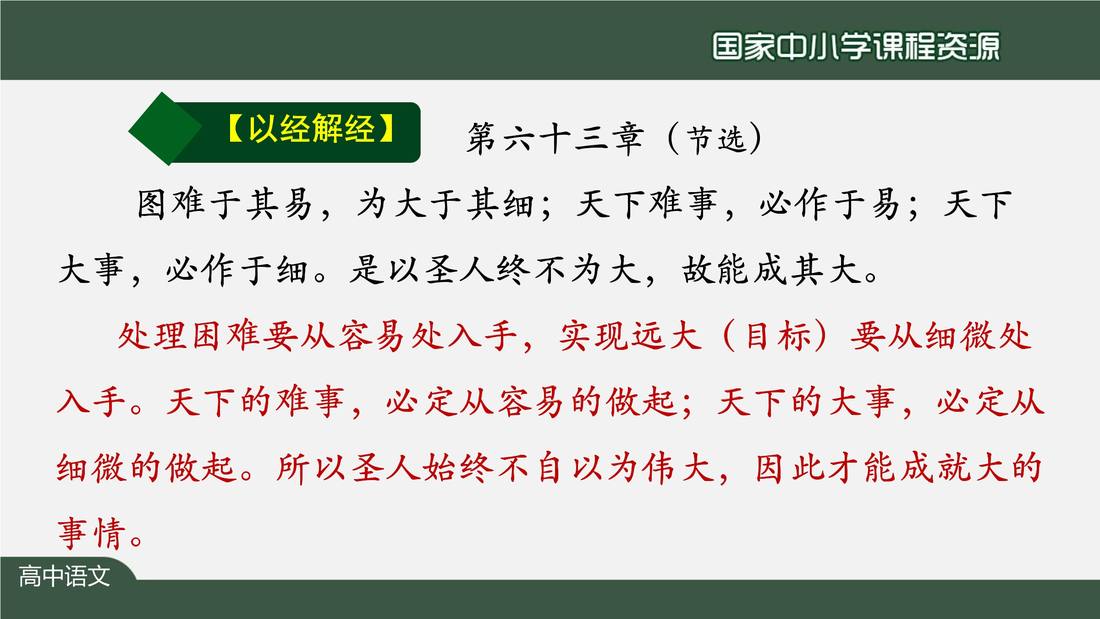 国家中小学课程资源
【以经解经】
第六十三章（节选）
图难于其易，为大于其细；天下难事，必作于易；天下
大事，必作于细。是以圣人终不为大，故能成其大。
处理困难要从容易处入手，实现远大（目标）要从细微处
入手。天下的难事，必定从容易的做起；天下的大事，必定从
细微的做起。所以圣人始终不自以为伟大，因此才能成就大的
事情。
高中语文